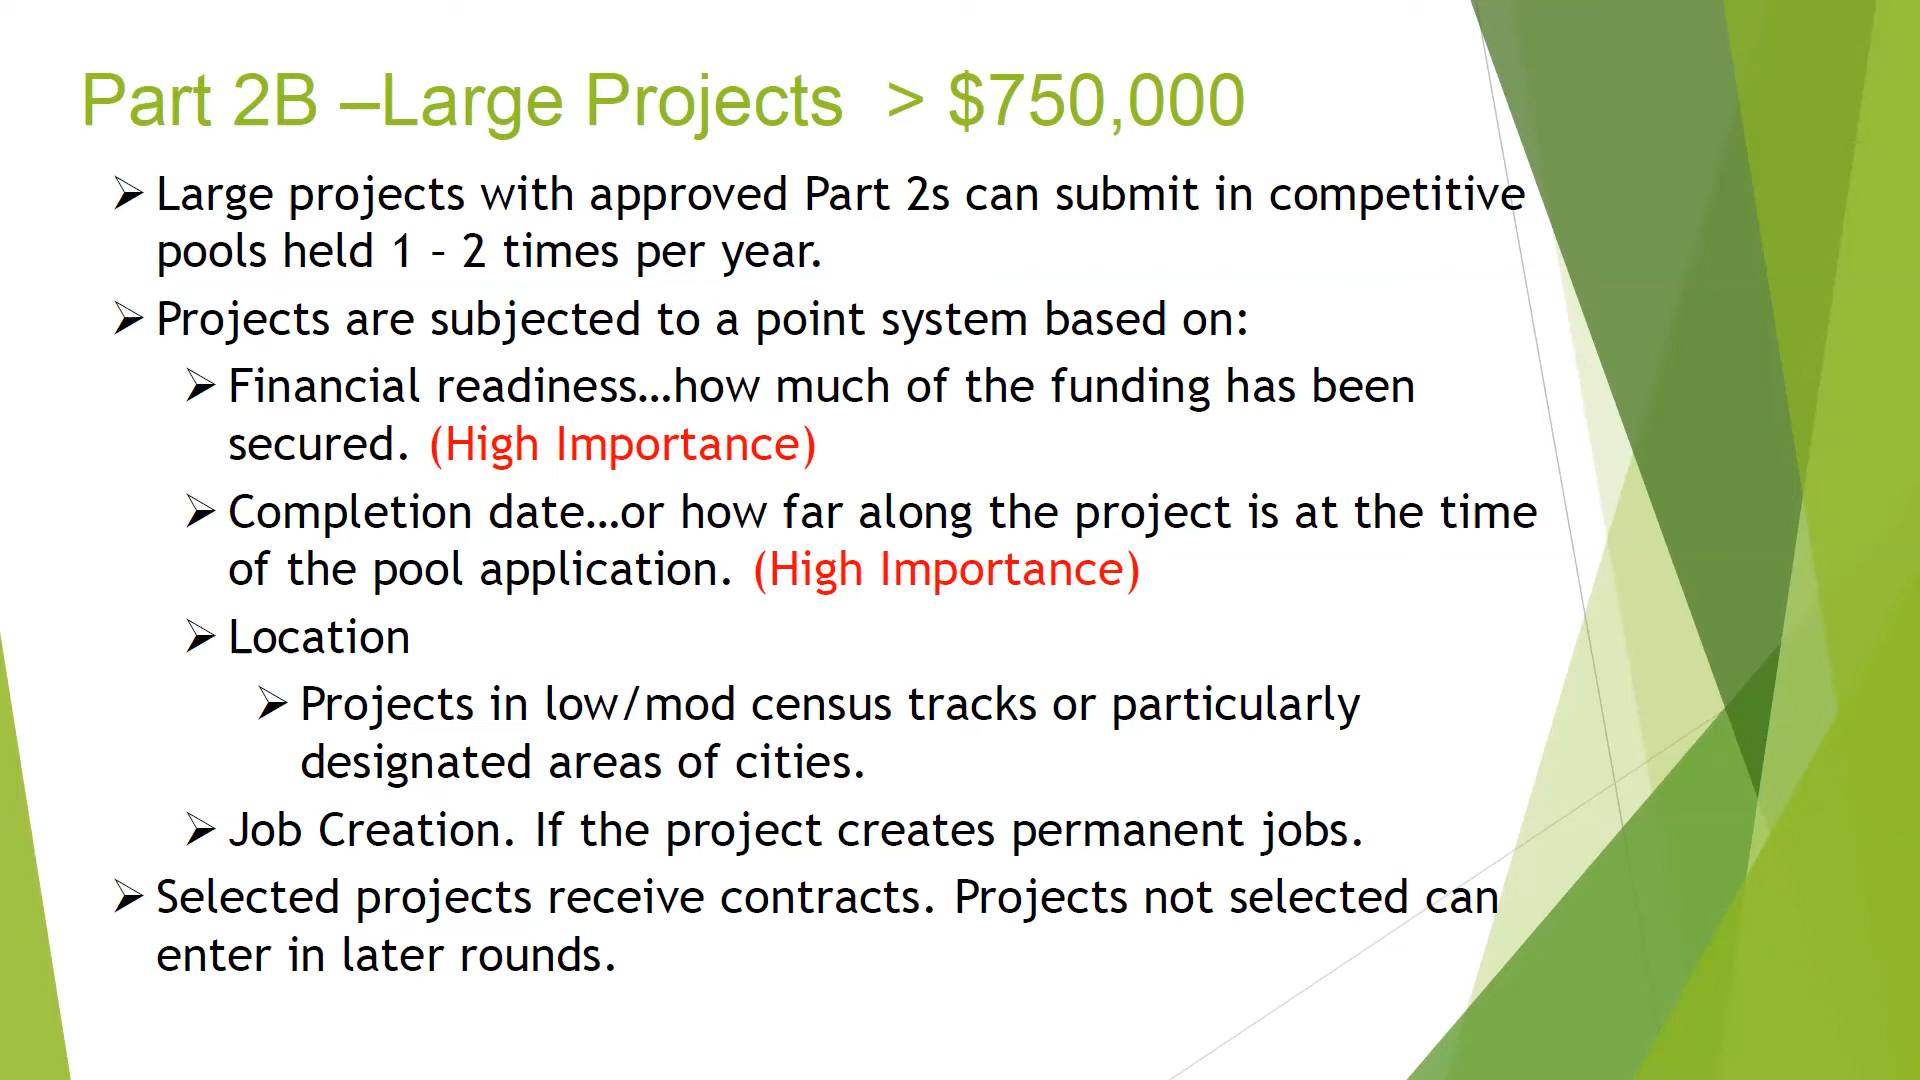 Part 2B –Large Projects > $750,000
➢ Large projects with approved Part 2s can submit in competitive
pools held 1 – 2 times per year.
➢ Projects are subjected to a point system based on:
➢ Financial readiness…how much of the funding has been
secured. (High Importance)
➢ Completion date…or how far along the project is at the time
of the pool application. (High Importance)
➢ Location
➢ Projects in low/mod census tracks or particularly
designated areas of cities.
➢ Job Creation. If the project creates permanent jobs.
➢ Selected projects receive contracts. Projects not selected can
enter in later rounds.